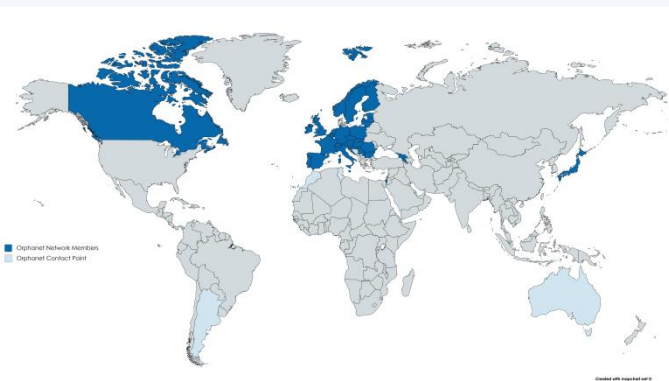 Orphanet Network Members
Orphanet Contact Point
Created with mapchart.net ©